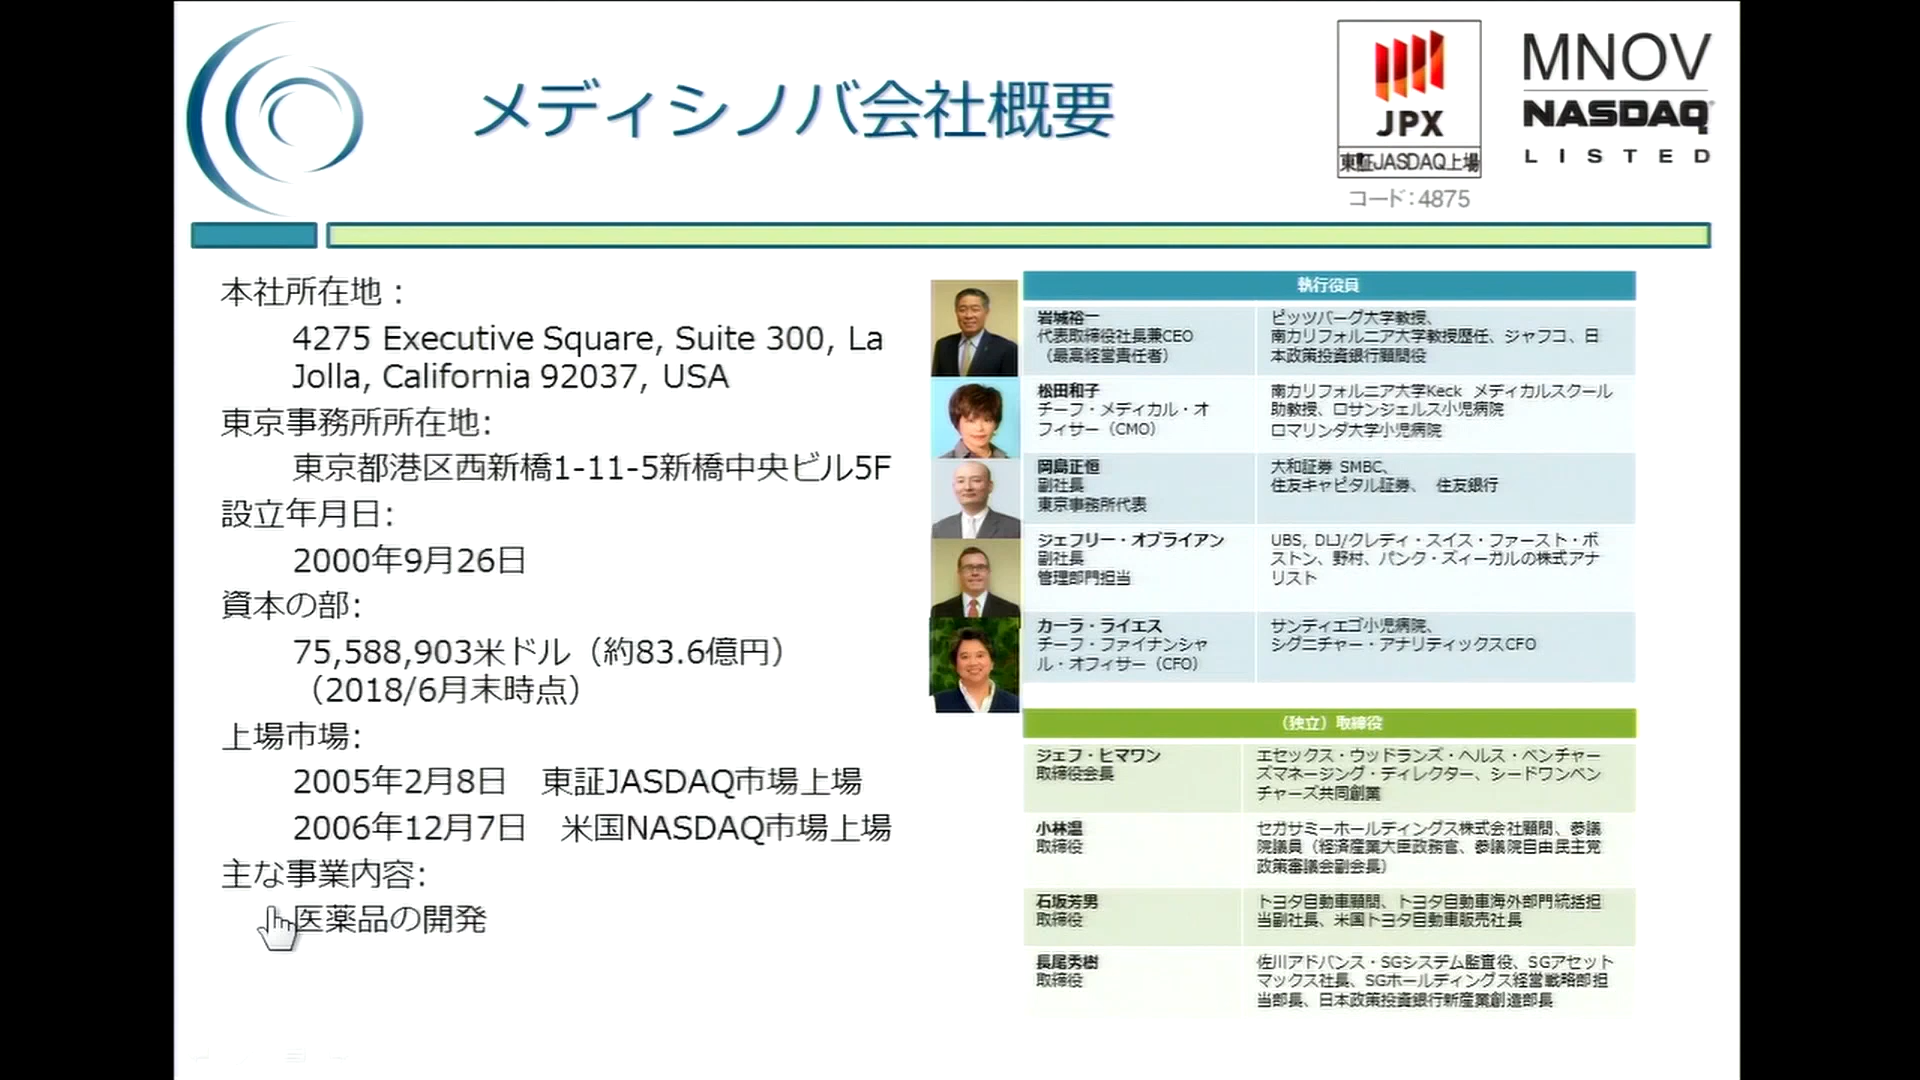 メディシノバ会社概要
JPX
東証JASDAQ上場
コード：4875
MNOV
NASDAQ
LISTED
本社所在地：
4275 Executive Square, Suite 300, La
Jolla, California 92037, USA
東京事務所所在地:
東京都港区西新橋1-11-5新橋中央ビル5F
設立年月日:
2000年9月26日
資本の部:
75,588,903米ドル（約83.6億円）
（2018/6月末時点）
上場市場:
2005年2月8日　東証JASDAQ市場上場
2006年12月7日　米国NASDAQ市場上場
主な事業内容:
医薬品の開発
執行役員
岩城裕一
代表取締役社長兼CEO
（最高経営責任者）
ピッツバーグ大学教授、
南カリフォルニア大学教授歴任、ジャフコ、日
本政策投資銀行顧問役
松田和子
チーフ・メディカル・オ
フィサー（CMO）
南カリフォルニア大学Keck メディカルスクール
助教授、ロサンジェルス小児病院
ロマリンダ大学小児病院
岡島正恒
副社長
東京事務所代表
大和証券 SMBC、
住友キャピタル証券、 住友銀行
ジェフリー・オブライアン
副社長
管理部門担当
UBS, DLJ/クレディ・スイス・ファースト・ボ
ストン、野村、バンク・ズィーガルの株式アナ
リスト
カーラ・ライエス
チーフ・ファイナンシャ
ル・オフィサー（CFO）
サンディエゴ小児病院、
シグニチャー・アナリティックスCFO
（独立）取締役
ジェフ・ヒマワン
取締役会長
エセックス・ウッドランズ・ヘルス・ベンチャー
ズマネージング・ディレクター、シードワンベン
チャーズ共同創業
小林温
取締役
セガサミーホールディングス株式会社顧問、参議
院議員（経済産業大臣政務官、参議院自由民主党
政策審議会副会長）
石坂芳男
取締役
トヨタ自動車顧問、トヨタ自動車海外部門統括担
当副社長、米国トヨタ自動車販売社長
長尾秀樹
取締役
佐川アドバンス・SGシステム監査役、SGアセット
マックス社長、SGホールディングス経営戦略部担
当部長、日本政策投資銀行新産業創造部長